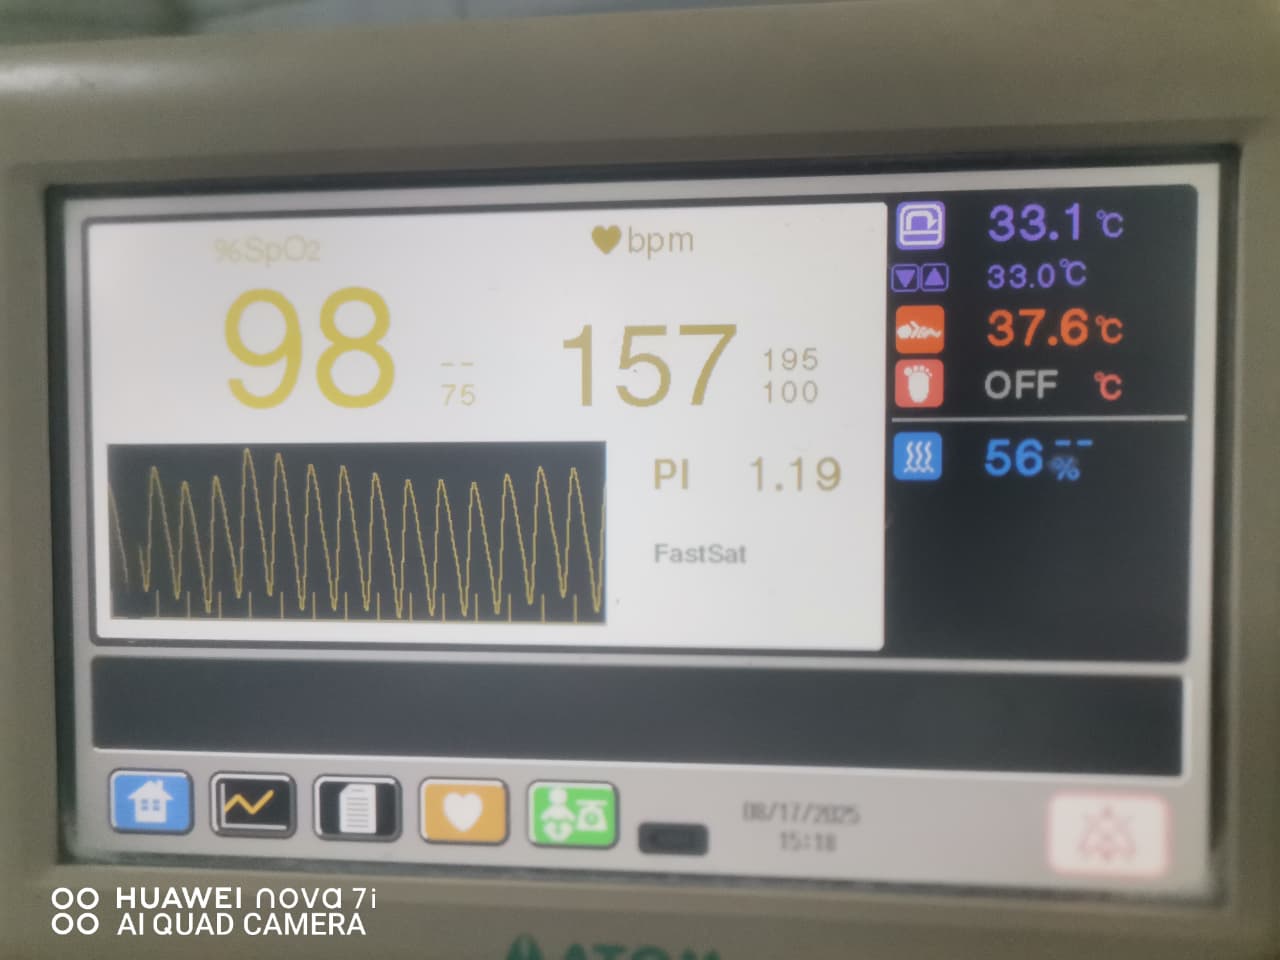 %SpO2
98
--
75
bpm
157
195
100
PI 1.19
FastSat
33.1 ℃
33.0℃
37.6 ℃
OFF ℃
56 --
%
08/17/2025
15:18
ATOM
HUAWEI nova 7i
AI QUAD CAMERA